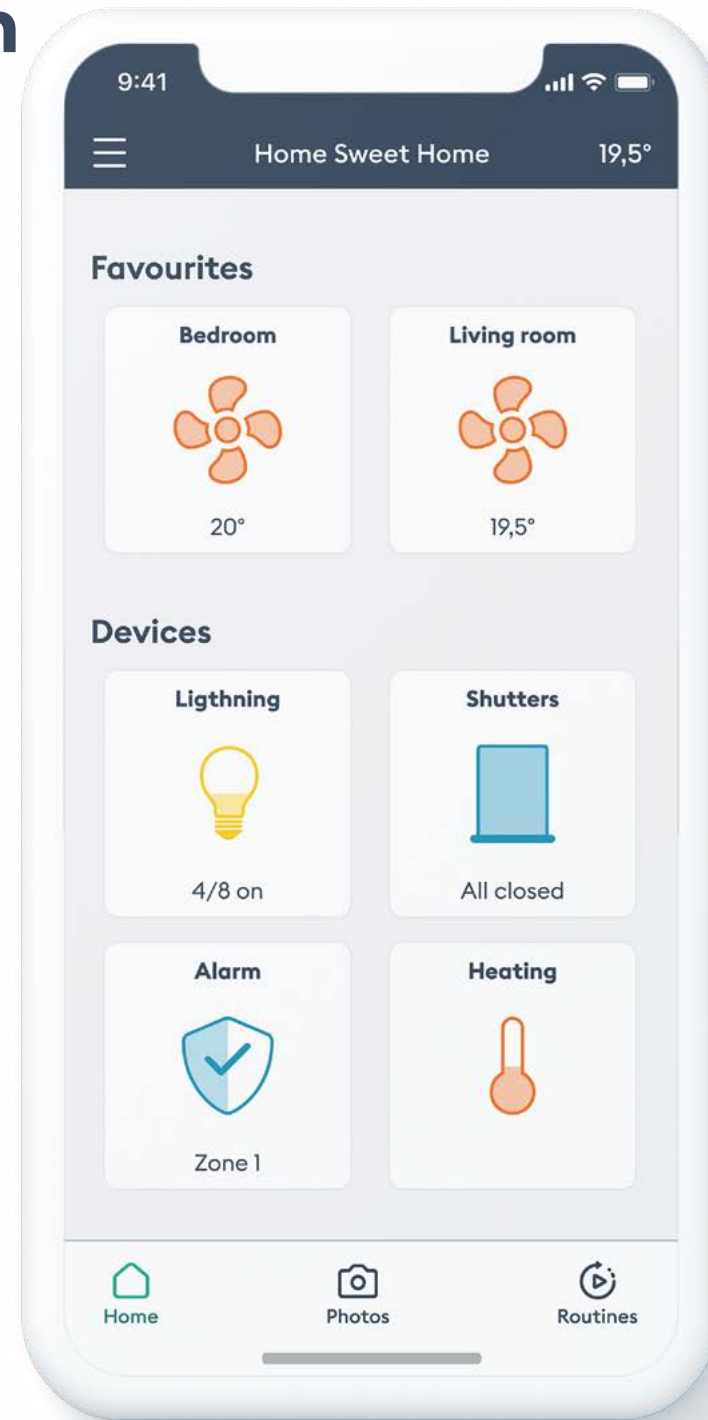 n
9:41
Home Sweet Home 19,5°
Favourites
Bedroom Living room
20° 19,5°
Devices
Ligthning Shutters
4/8 on All closed
Alarm Heating
Zone 1
Home Photos Routines